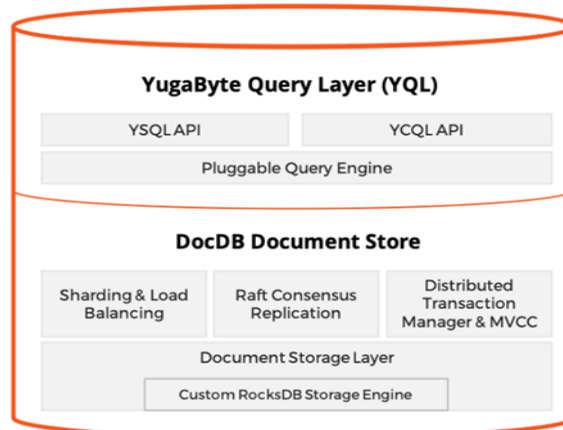 YugaByte Query Layer (YQL)
YSQL API
YCQL API
Pluggable Query Engine
DocDB Document Store
Sharding & Load
Balancing
Raft Consensus
Replication
Distributed
Transaction
Manager & MVCC
Document Storage Layer
Custom RocksDB Storage Engine